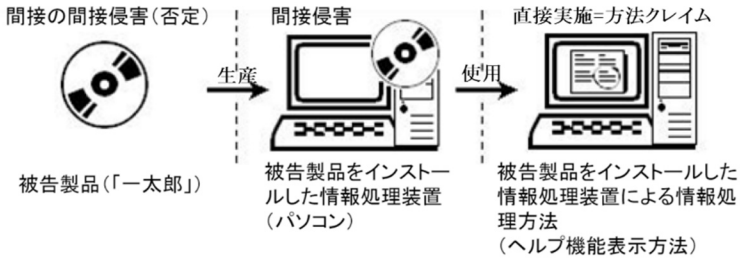 間接の間接侵害(否定)
間接侵害
直接実施=方法クレイム
生産
使用
被告製品(「一太郎」)
被告製品をインストー
ルした情報処理装置
(パソコン)
被告製品をインストールした
情報処理装置による情報処
理方法
(ヘルプ機能表示方法)